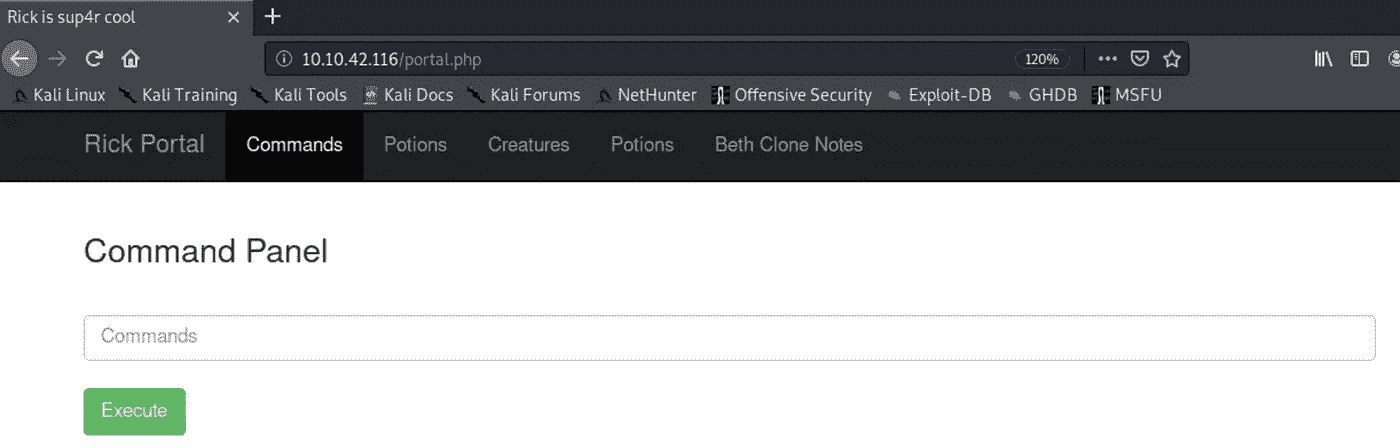 Rick is sup4r cool
10.10.42.116/portal.php 120%
Kali Linux Kali Training Kali Tools Kali Docs Kali Forums NetHunter Offensive Security Exploit-DB GHDB MSFU
Rick Portal Commands Potions Creatures Potions Beth Clone Notes
Command Panel
Commands
Execute